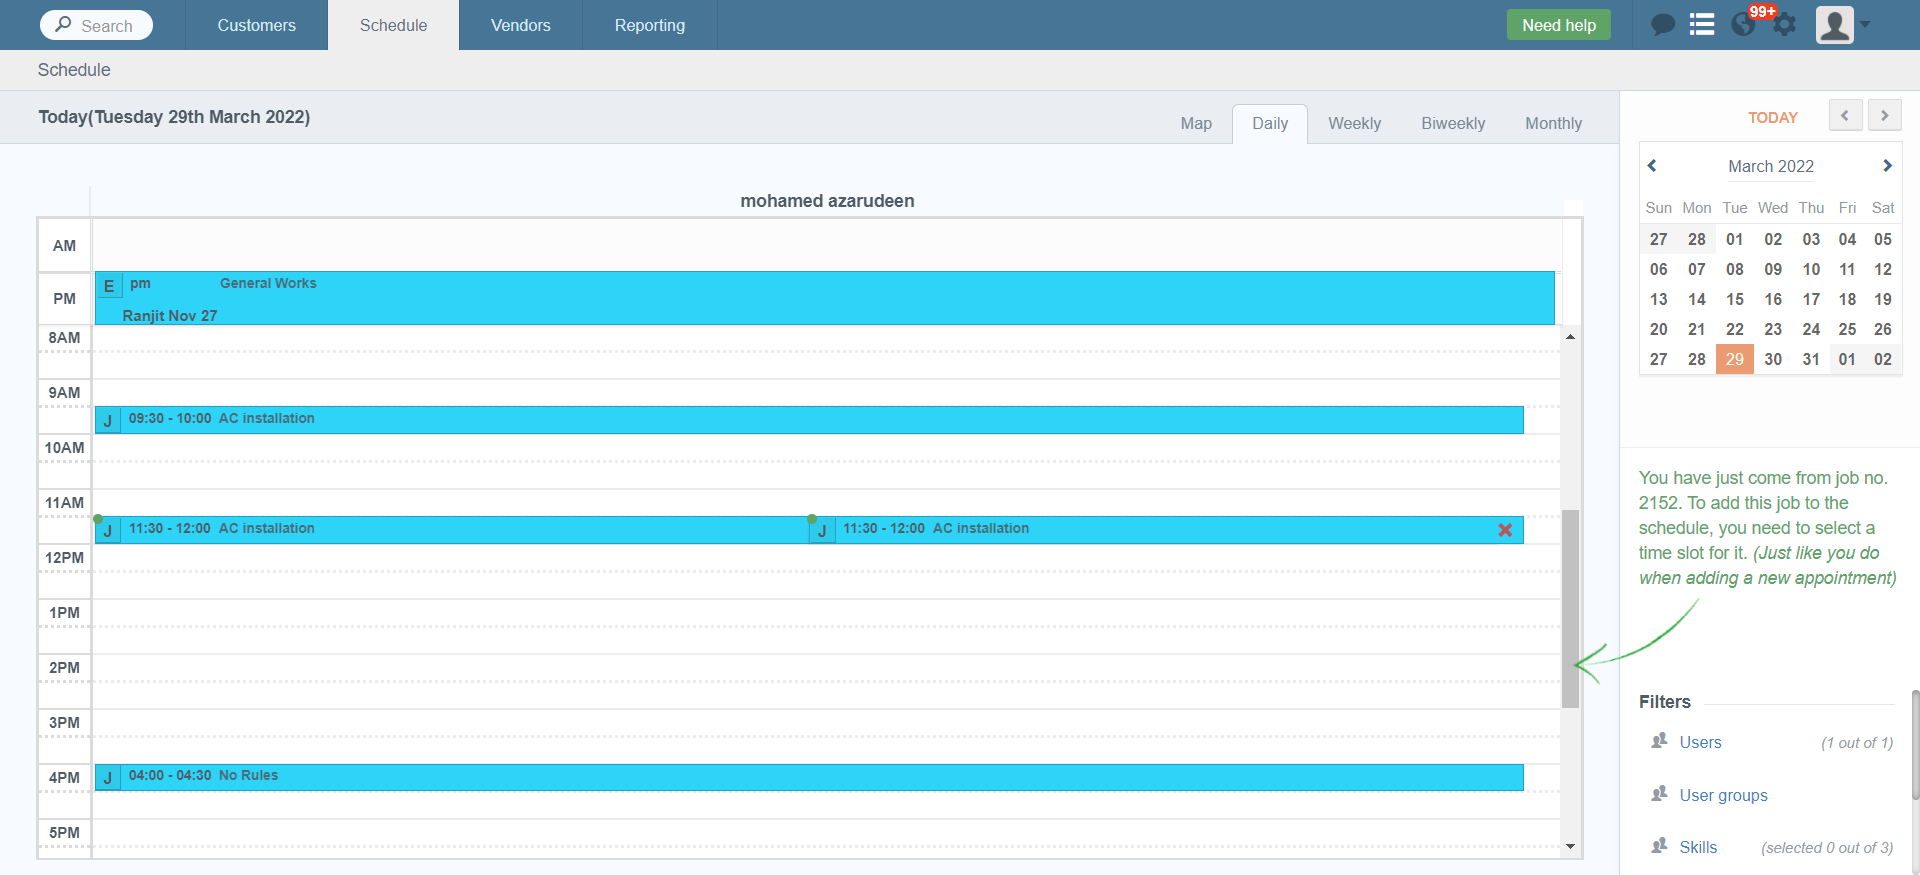 Search
Customers
Schedule
Vendors
Reporting
Need help
99+
Schedule
Today(Tuesday 29th March 2022)
Map
Daily
Weekly
Biweekly
Monthly
TODAY
March 2022
Sun Mon Tue Wed Thu Fri Sat
27 28 01 02 03 04 05
06 07 08 09 10 11 12
13 14 15 16 17 18 19
20 21 22 23 24 25 26
27 28 29 30 31 01 02
mohamed azarudeen
AM
PM
E pm General Works
Ranjit Nov 27
8AM
9AM
J 09:30 - 10:00 AC installation
10AM
11AM
J 11:30 - 12:00 AC installation
J 11:30 - 12:00 AC installation
12PM
1PM
2PM
3PM
4PM
J 04:00 - 04:30 No Rules
5PM
You have just come from job no.
2152. To add this job to the
schedule, you need to select a
time slot for it. (Just like you do
when adding a new appointment)
Filters
Users (1 out of 1)
User groups
Skills (selected 0 out of 3)